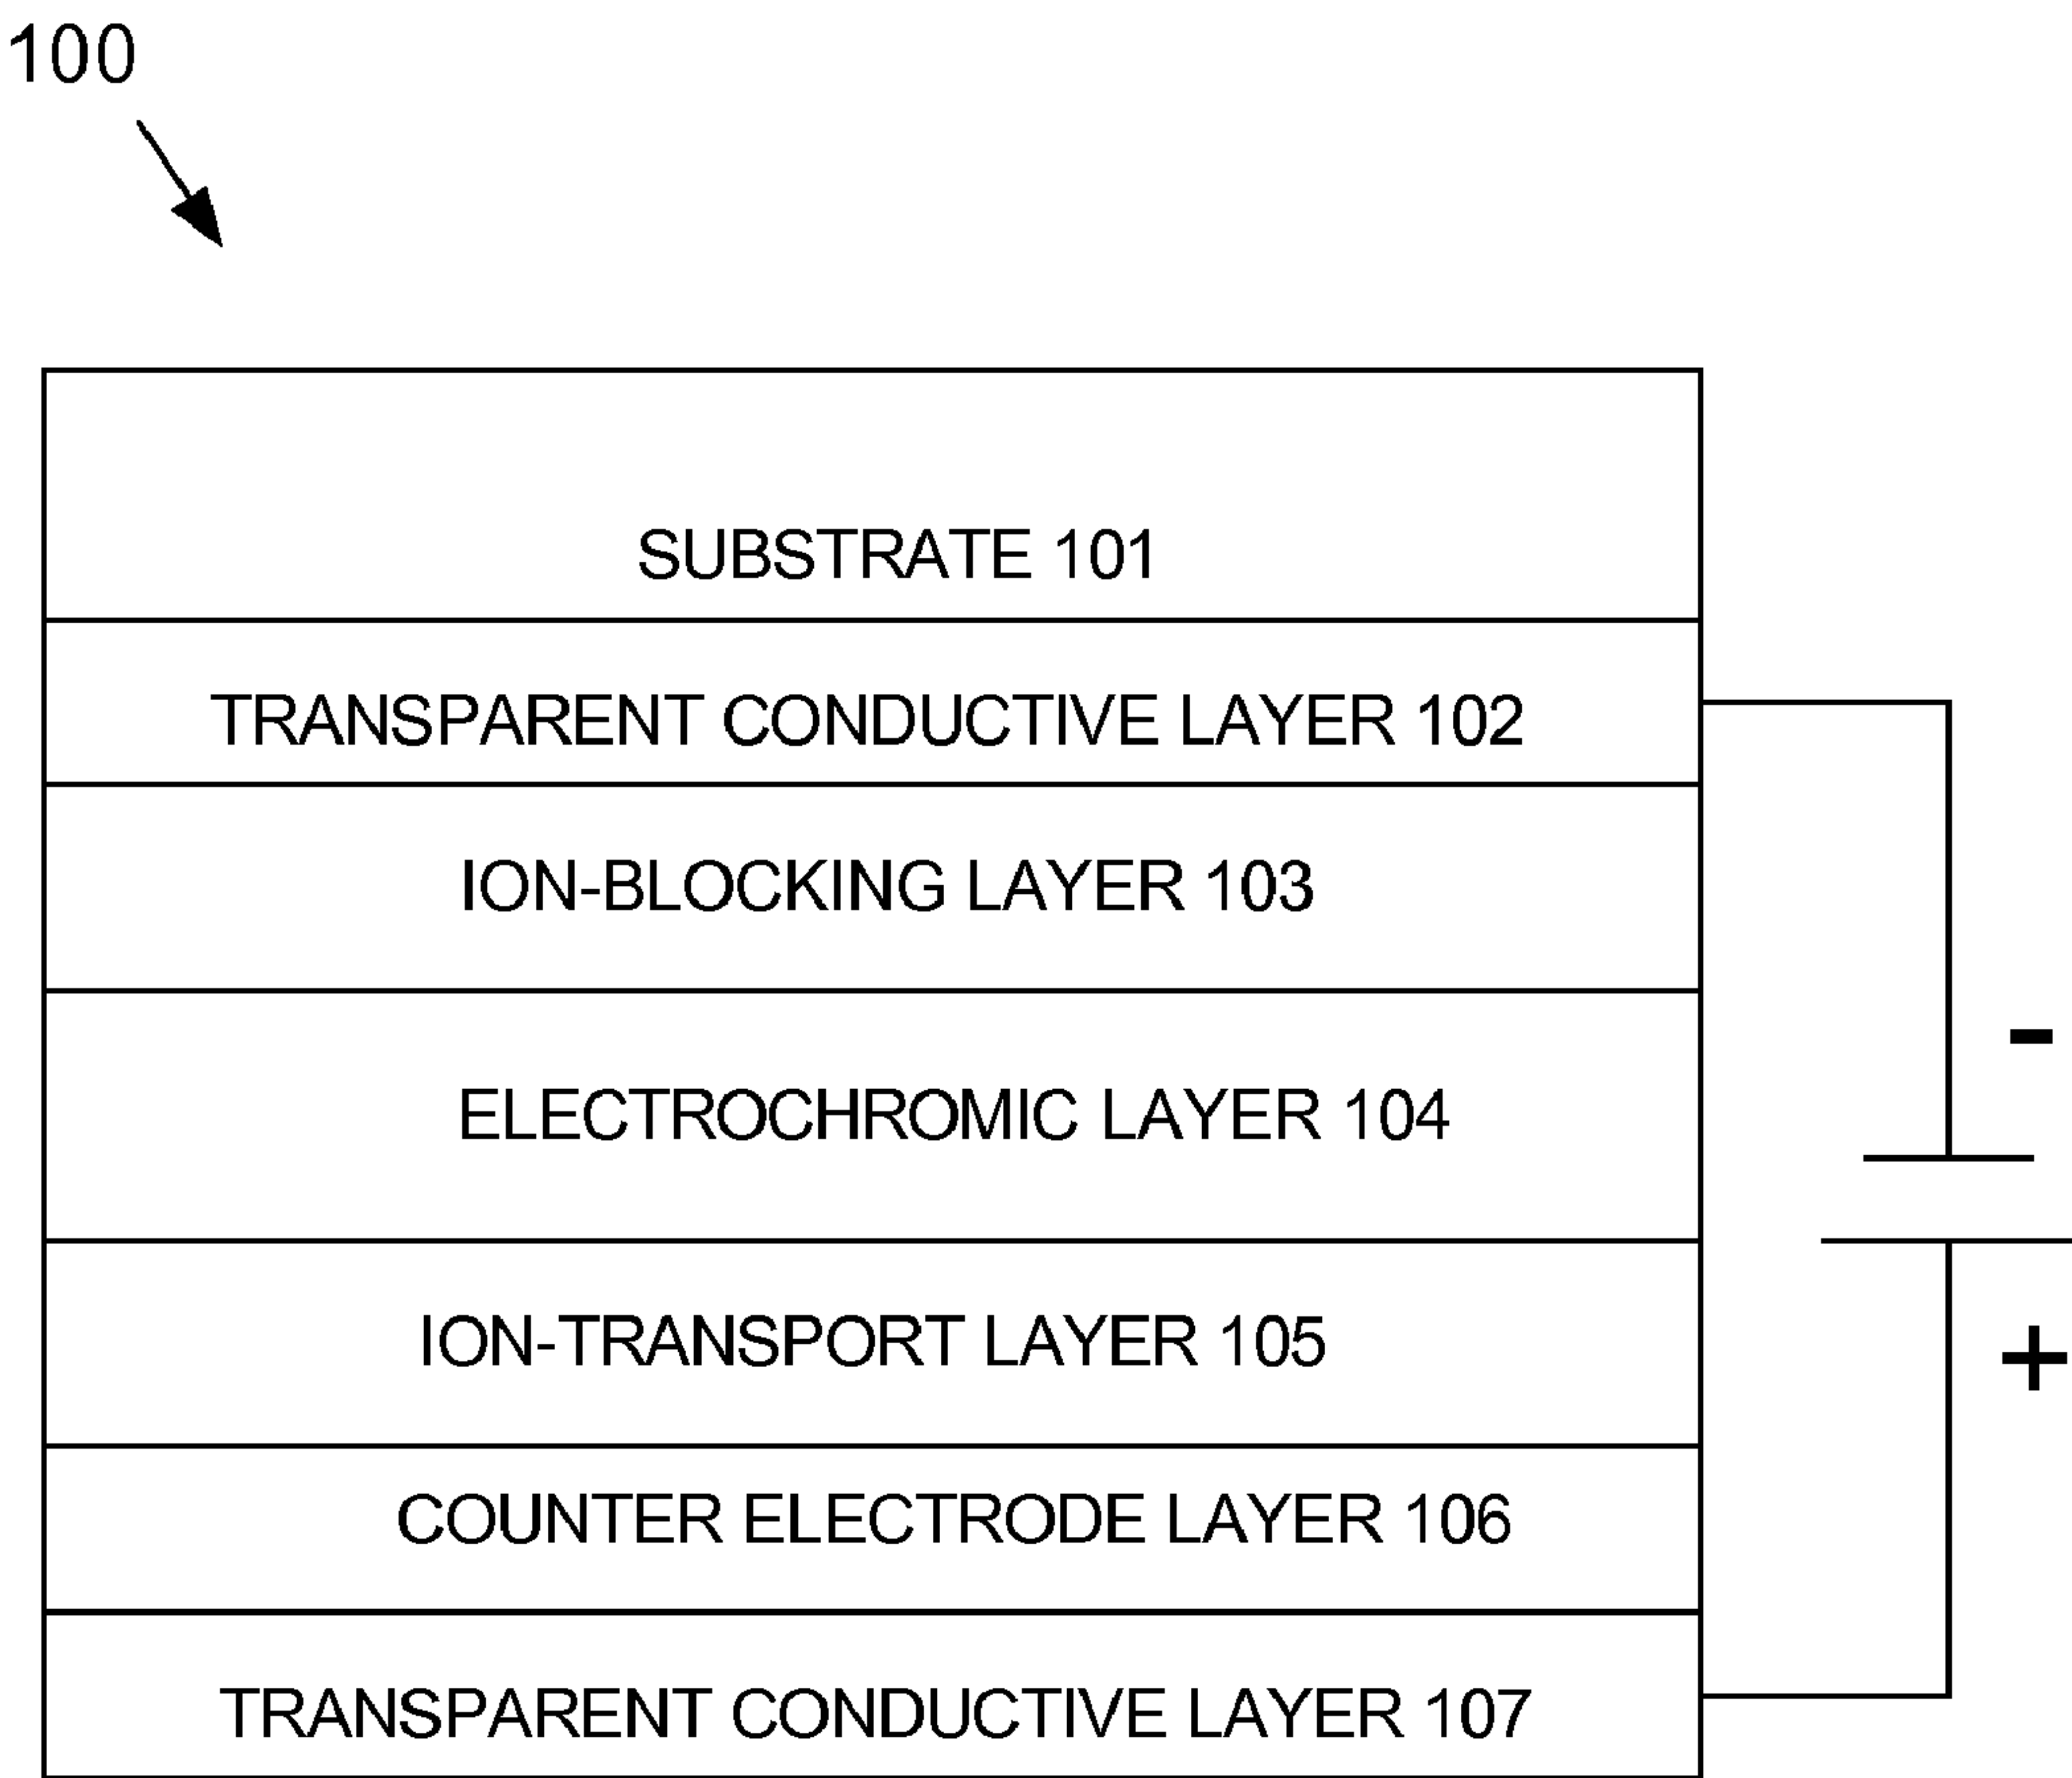 100
SUBSTRATE 101
TRANSPARENT CONDUCTIVE LAYER 102
ION-BLOCKING LAYER 103
-
ELECTROCHROMIC LAYER 104
ION-TRANSPORT LAYER 105
+
COUNTER ELECTRODE LAYER 106
TRANSPARENT CONDUCTIVE LAYER 107